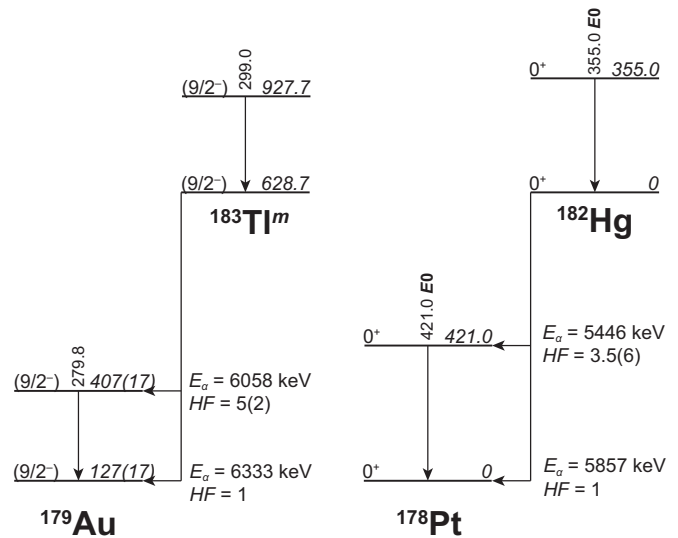 299.0
(9/2⁻) 927.7
(9/2⁻) 628.7
¹⁸³Tlᵐ
279.8
(9/2⁻) 407(17)
Eα = 6058 keV
HF = 5(2)
(9/2⁻) 127(17)
Eα = 6333 keV
HF = 1
¹⁷⁹Au
355.0 E0
0⁺ 355.0
0⁺ 0
¹⁸²Hg
421.0 E0
0⁺ 421.0
Eα = 5446 keV
HF = 3.5(6)
0⁺ 0
Eα = 5857 keV
HF = 1
¹⁷⁸Pt